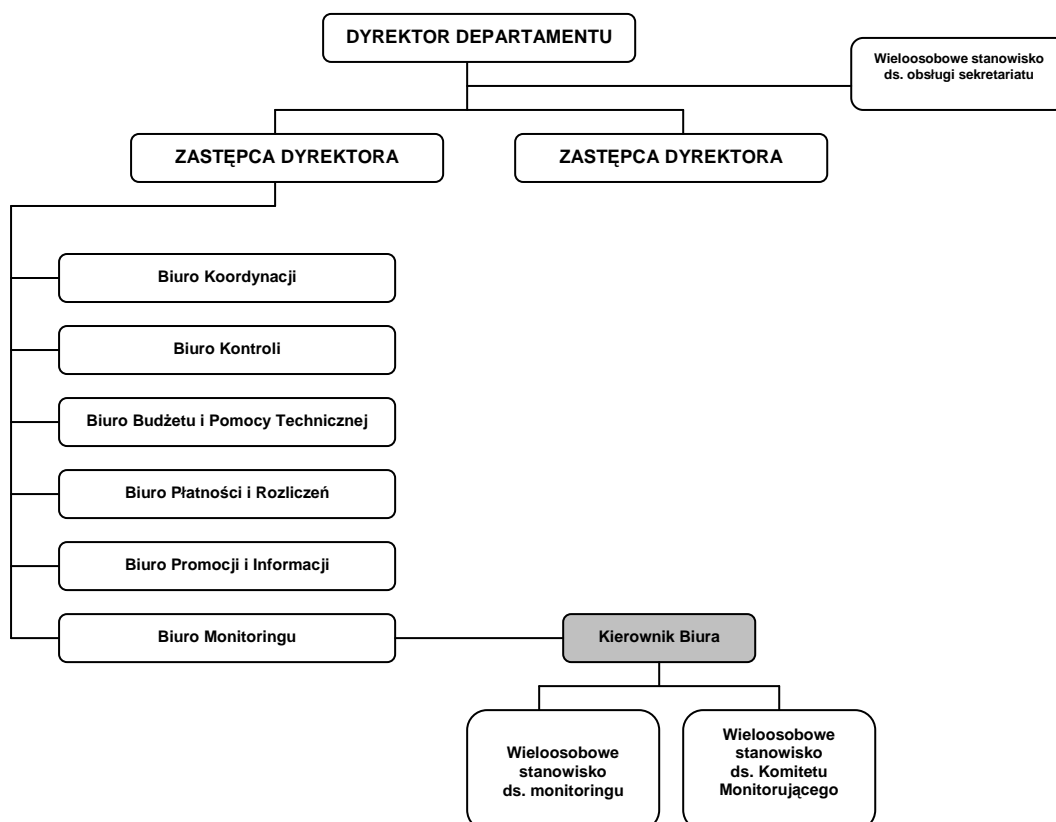 DYREKTOR DEPARTAMENTU
Wieloosobowe stanowisko
ds. obsługi sekretariatu
ZASTĘPCA DYREKTORA
ZASTĘPCA DYREKTORA
Biuro Koordynacji
Biuro Kontroli
Biuro Budżetu i Pomocy Technicznej
Biuro Płatności i Rozliczeń
Biuro Promocji i Informacji
Biuro Monitoringu
Kierownik Biura
Wieloosobowe
stanowisko
ds. monitoringu
Wieloosobowe
stanowisko
ds. Komitetu
Monitorującego